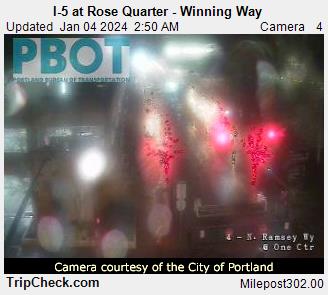 I-5 at Rose Quarter - Winning Way
Updated  Jan 04 2024  2:50 AM    Camera  4
PBOT
PORTLAND BUREAU OF TRANSPORTATION
4 - N. Ramsey Wy
@ One Ctr
Camera courtesy of the City of Portland
TripCheck.com    Milepost302.00